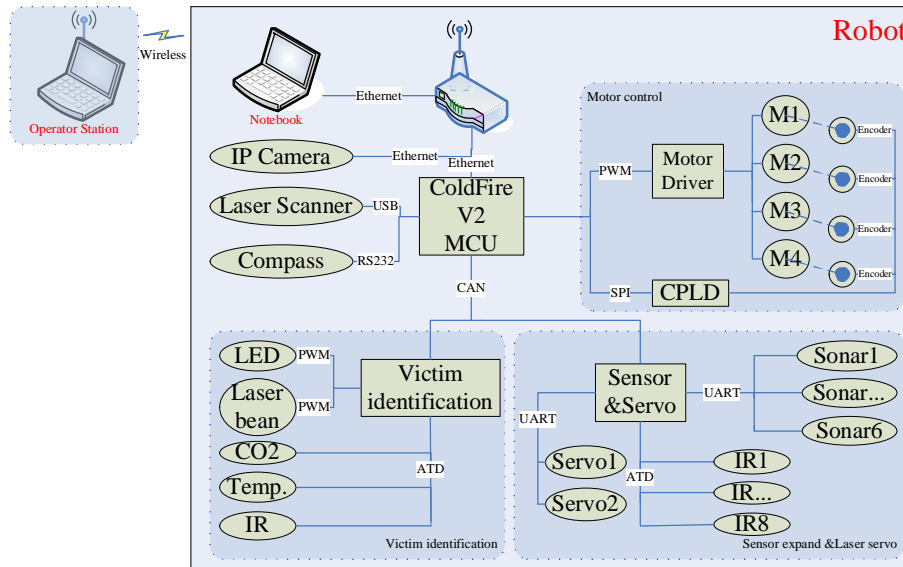 Robot
Wireless
Operator Station
Notebook
Ethernet
IP Camera
Ethernet
Ethernet
Laser Scanner
USB
Compass
RS232
ColdFire
V2
MCU
CAN
Motor control
PWM
Motor
Driver
M1
M2
M3
M4
Encoder
Encoder
Encoder
Encoder
SPI
CPLD
LED
PWM
Laser
bean
PWM
Victim
identification
CO2
ATD
Temp.
IR
Victim identification
Sensor
&Servo
UART
UART
Sonar1
Sonar...
Sonar6
Servo1
Servo2
ATD
IR1
IR...
IR8
Sensor expand &Laser servo